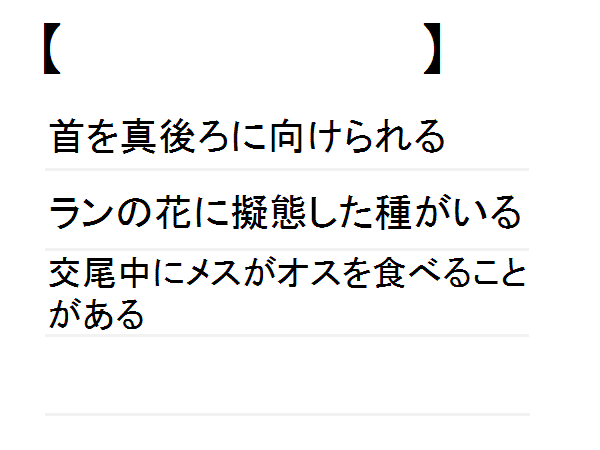 【　　　　　　　　　】
首を真後ろに向けられる
ランの花に擬態した種がいる
交尾中にメスがオスを食べること
がある